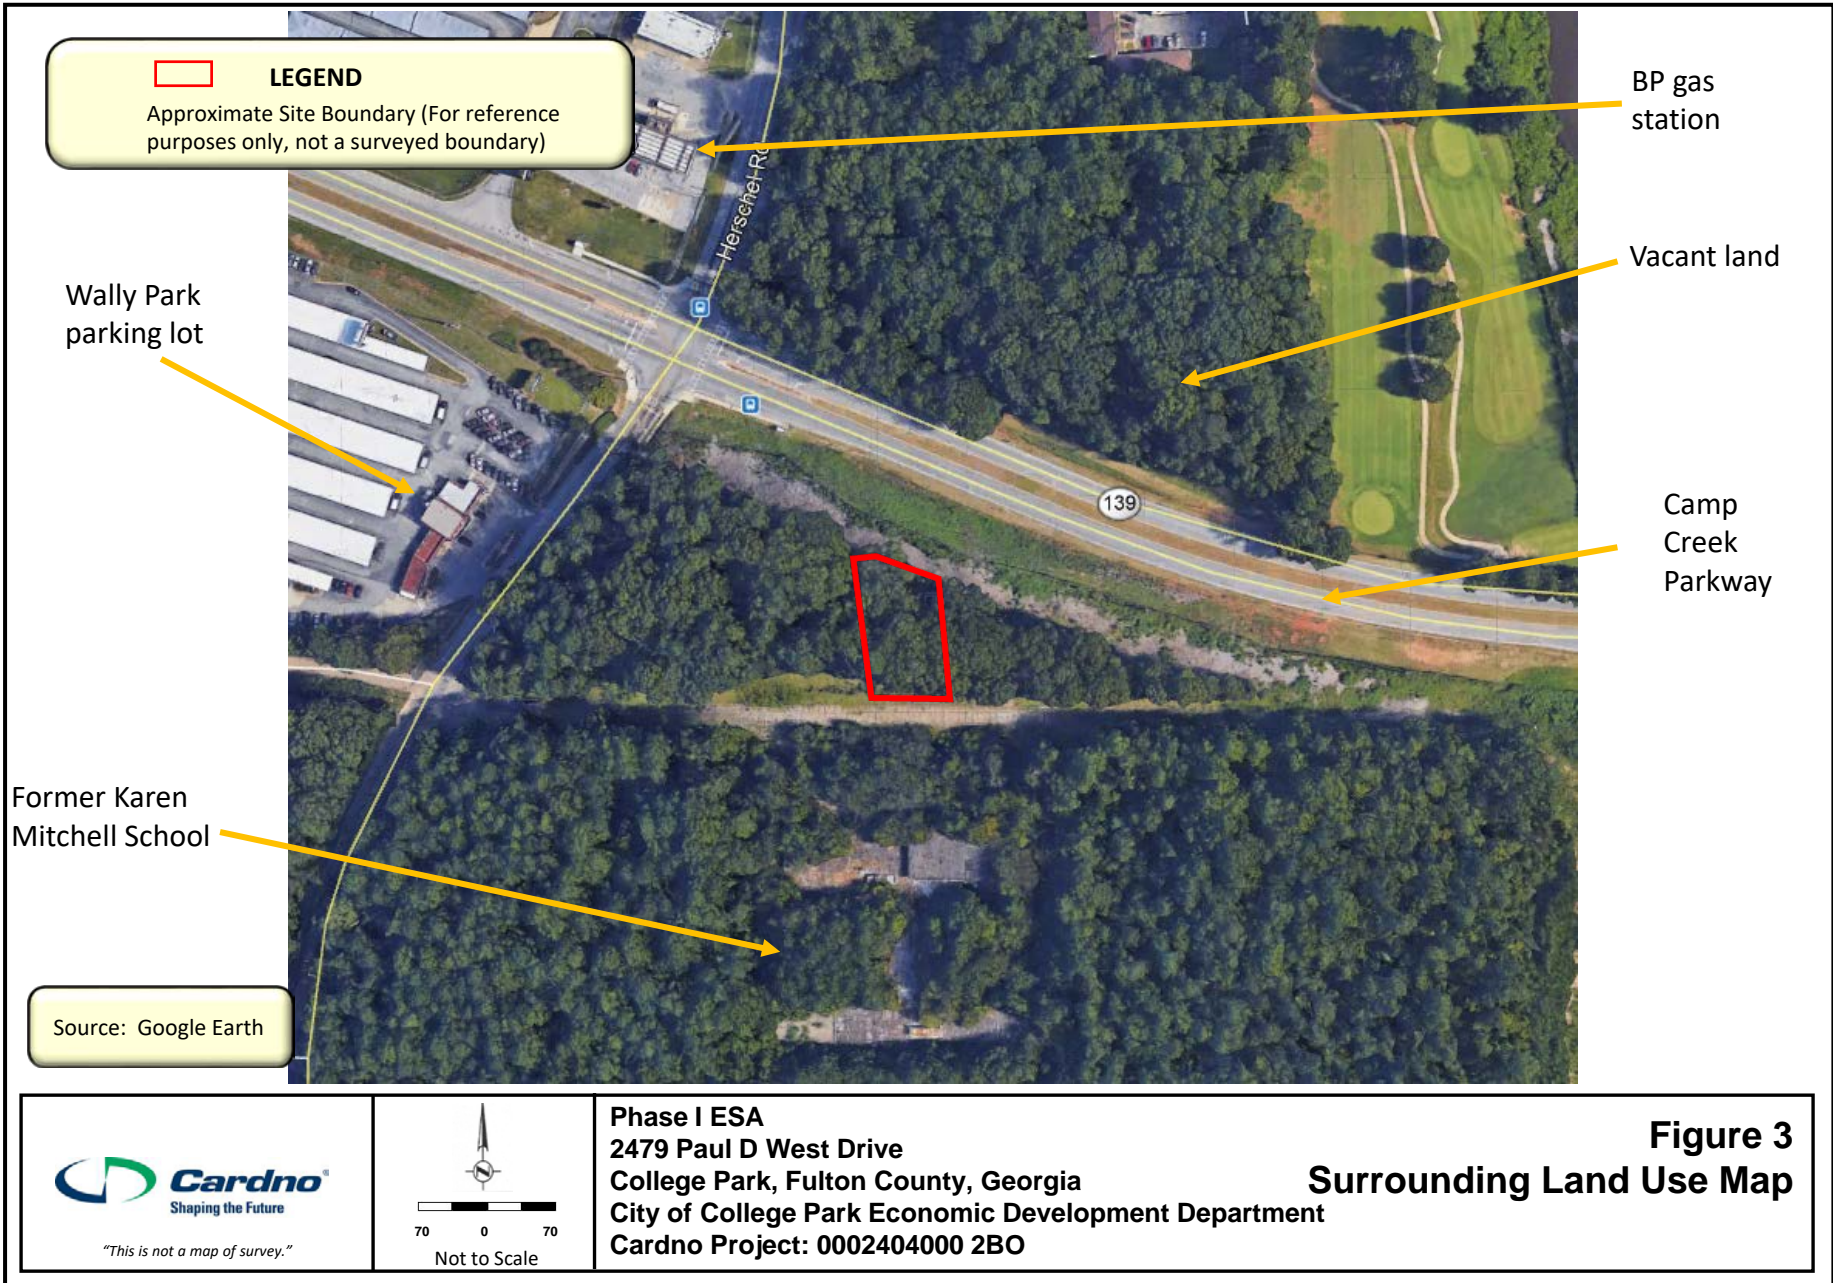 LEGEND
Approximate Site Boundary (For reference
purposes only, not a surveyed boundary)
BP gas
station
Herschel Rd
Vacant land
Wally Park
parking lot
139
Camp
Creek
Parkway
Former Karen
Mitchell School
Source: Google Earth
Cardno®
Shaping the Future
"This is not a map of survey."
N
70 0 70
Not to Scale
Phase I ESA
2479 Paul D West Drive
College Park, Fulton County, Georgia
City of College Park Economic Development Department
Cardno Project: 0002404000 2BO
Figure 3
Surrounding Land Use Map